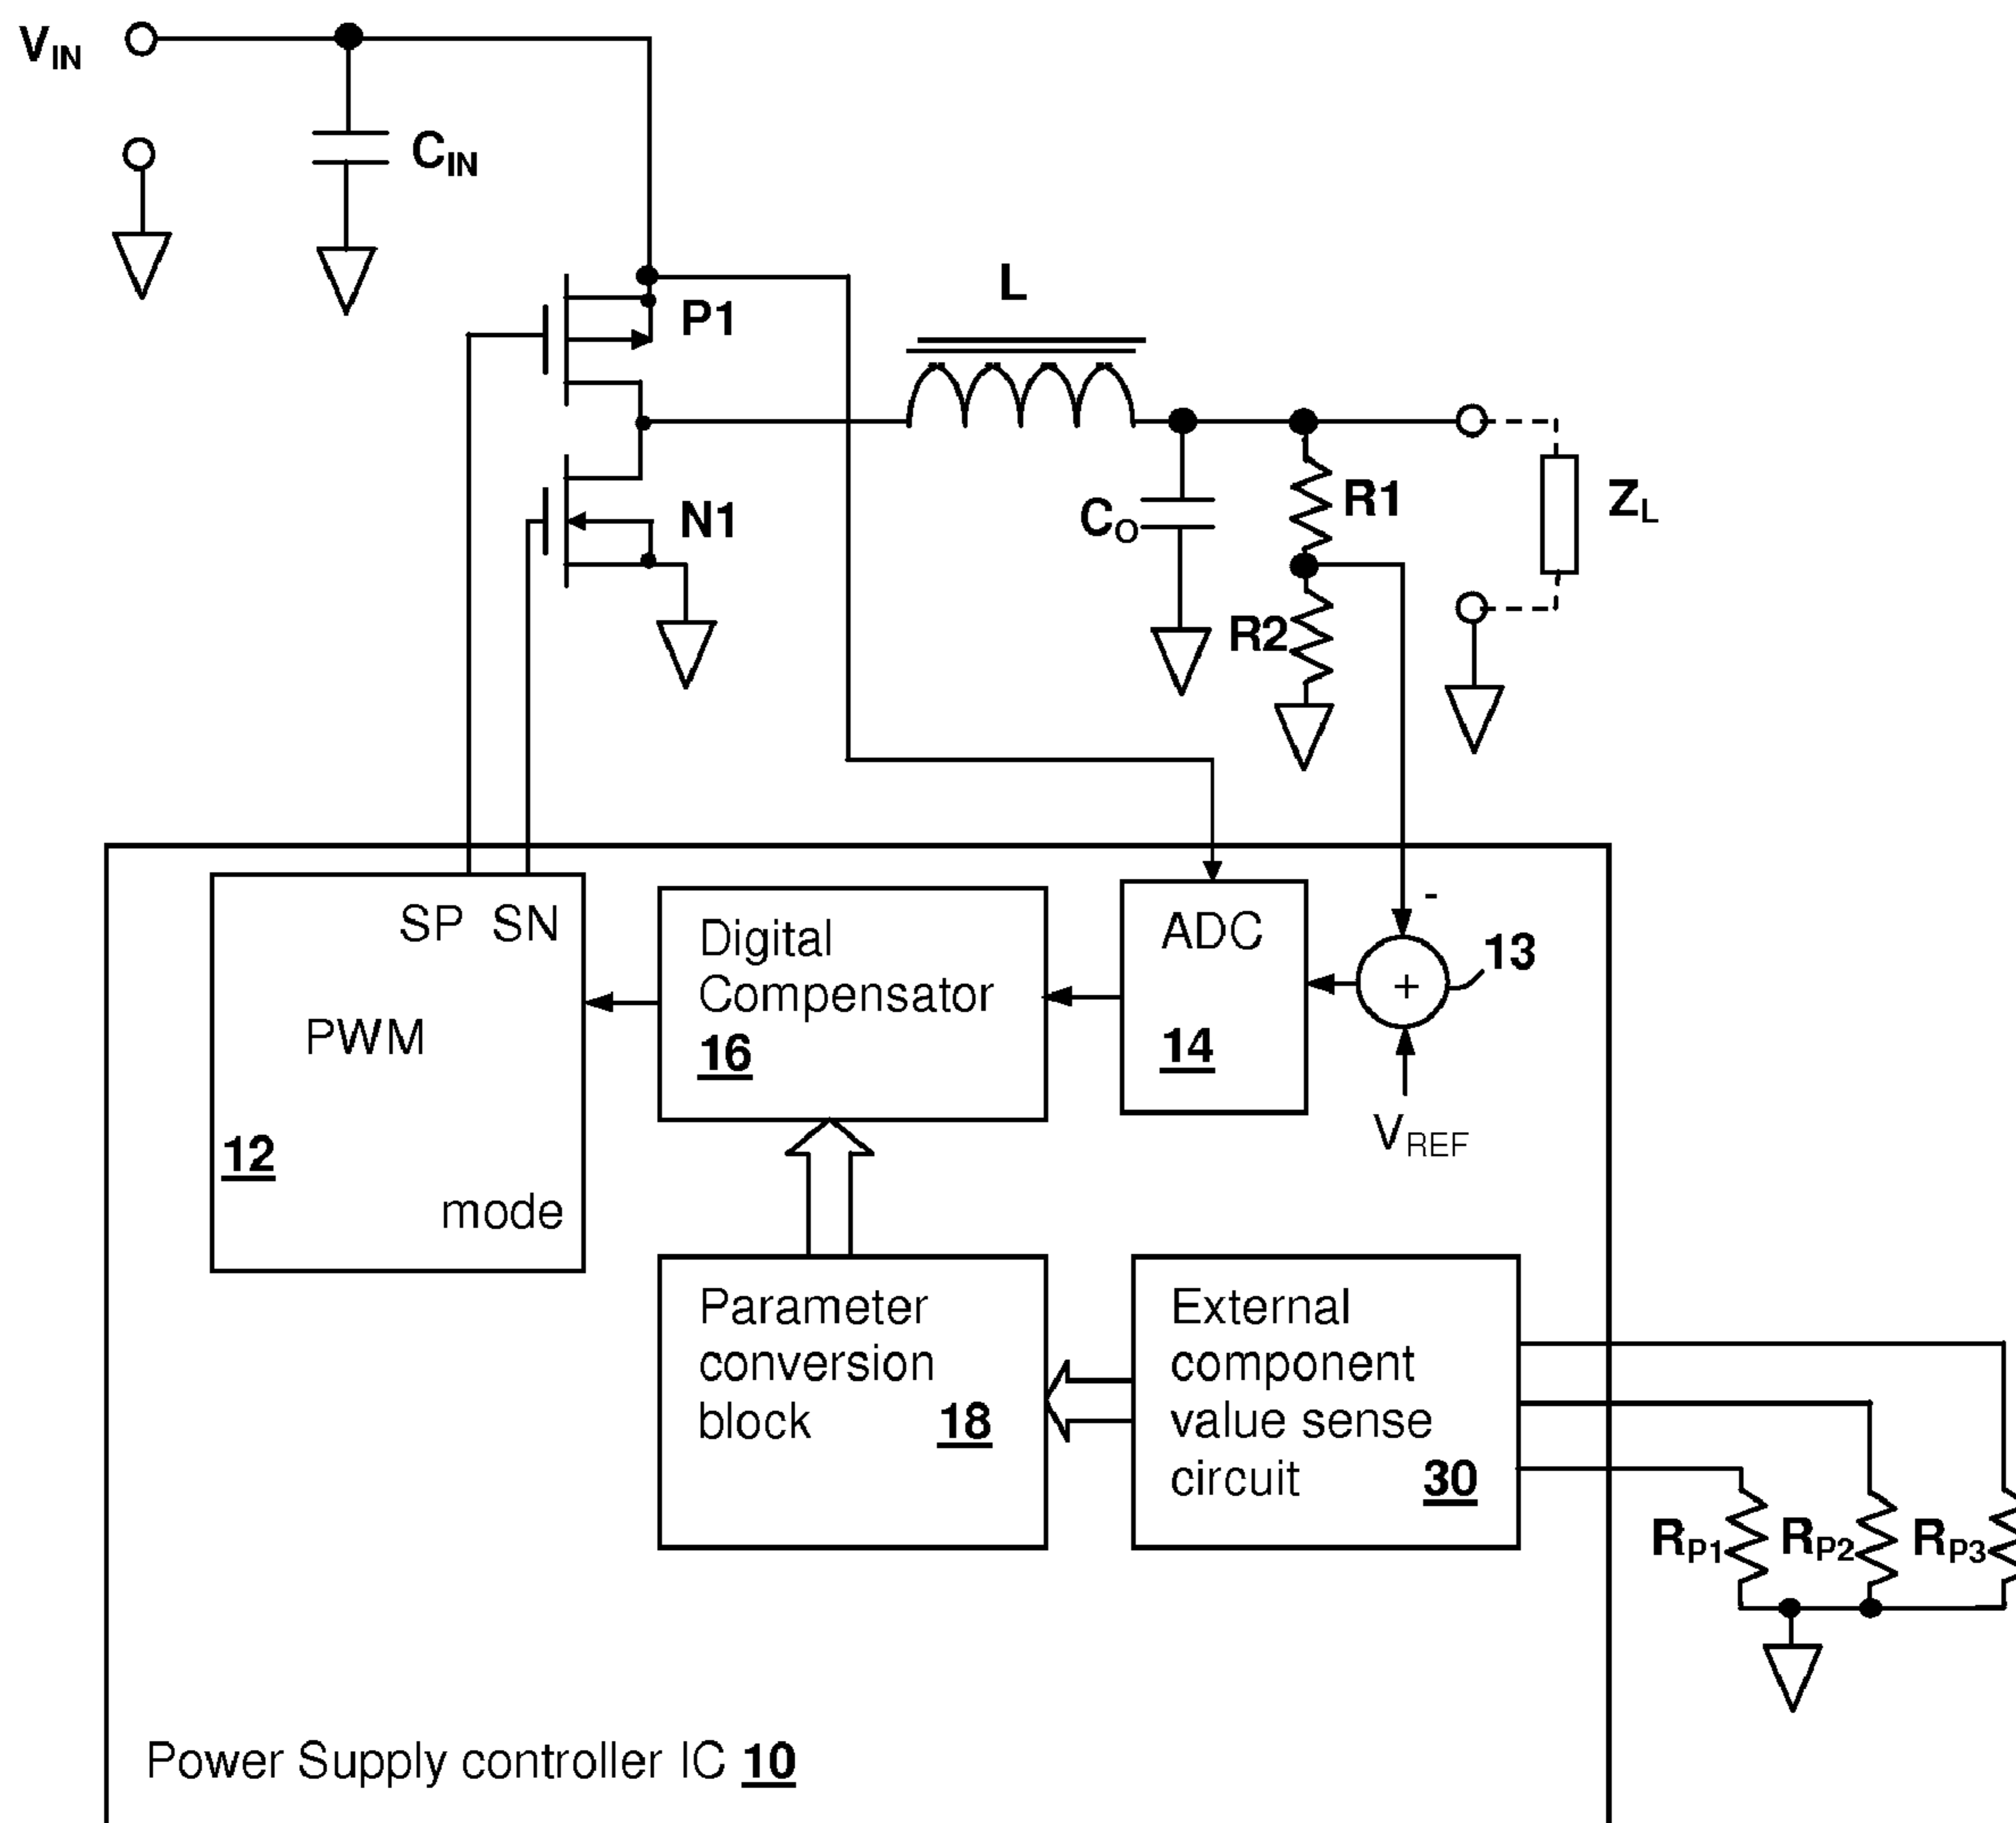 VIN
CIN
P1
L
N1
CO
R1
ZL
R2
SP SN
PWM
12
mode
Digital
Compensator
16
ADC
14
-
+
13
VREF
Parameter
conversion
block 18
External
component
value sense
circuit 30
RP1 RP2 RP3
Power Supply controller IC 10